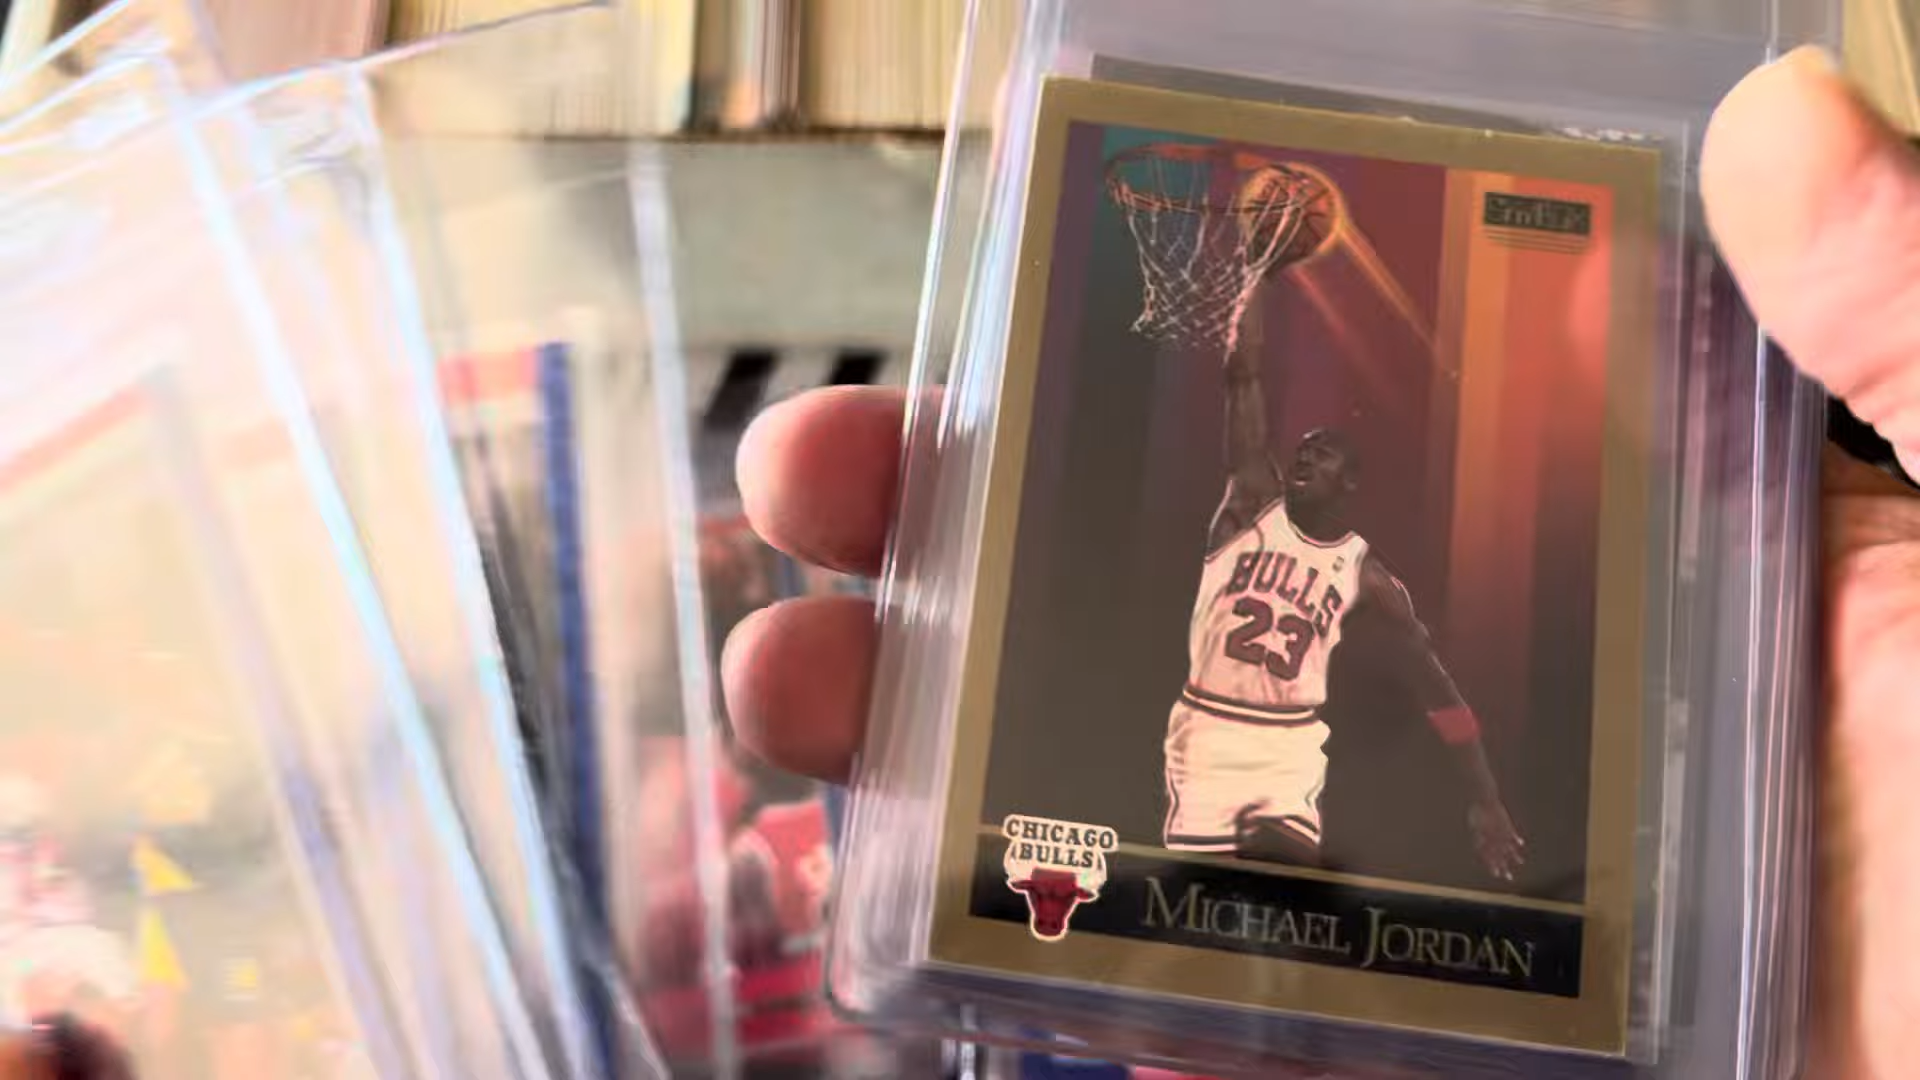 SkyBox
BULLS
23
CHICAGO
BULLS
MICHAEL JORDAN